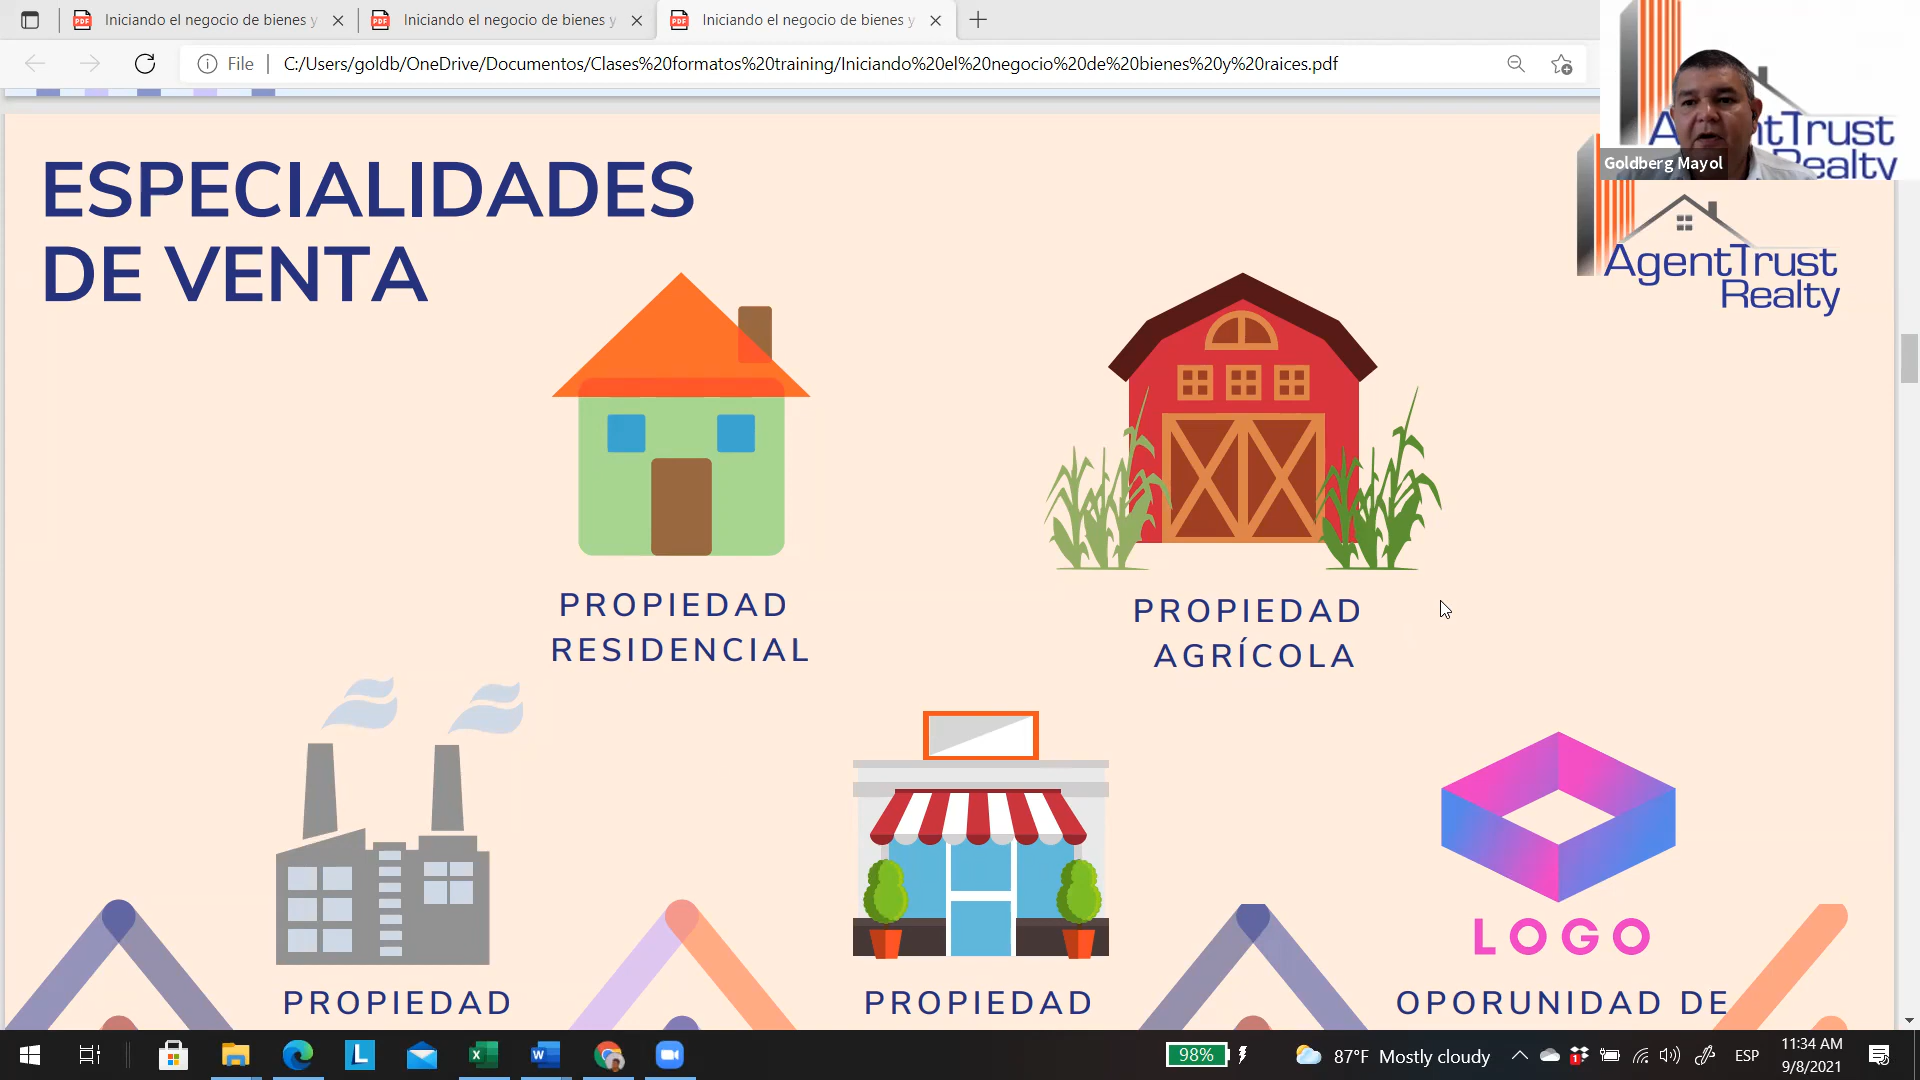 Iniciando el negocio de bienes y
Iniciando el negocio de bienes y
Iniciando el negocio de bienes y
File
C:/Users/goldb/OneDrive/Documentos/Clases%20formatos%20training/Iniciando%20el%20negocio%20de%20bienes%20y%20raices.pdf
Goldberg Mayol
ESPECIALIDADES
DE VENTA
AgentTrust
Realty
PROPIEDAD
RESIDENCIAL
PROPIEDAD
AGRÍCOLA
LOGO
PROPIEDAD
PROPIEDAD
OPORUNIDAD DE
98%
87°F Mostly cloudy
ESP
11:34 AM
9/8/2021